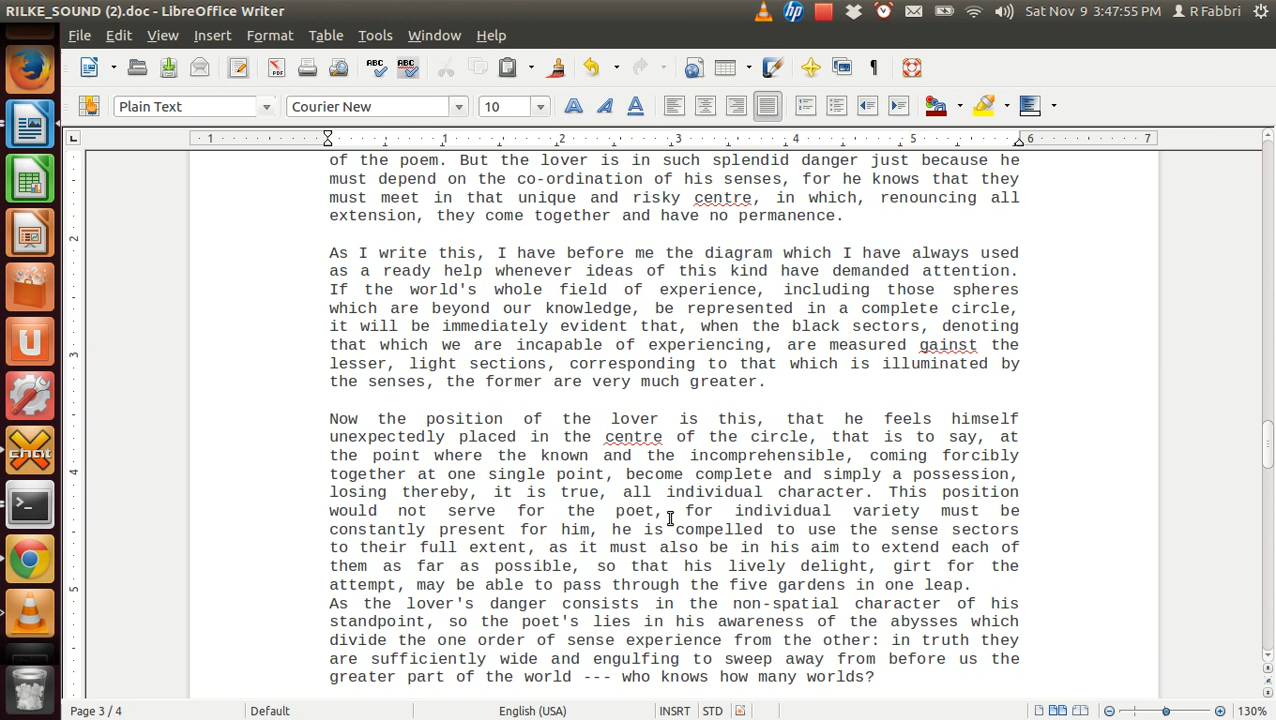 RILKE_SOUND (2).doc - LibreOffice Writer
Sat Nov 9 3:47:55 PM R Fabbri
File Edit View Insert Format Table Tools Window Help
Plain Text Courier New 10
1 1 2 3 4 5 6 7
of the poem. But the lover is in such splendid danger just because he
must depend on the co-ordination of his senses, for he knows that they
must meet in that unique and risky centre, in which, renouncing all
extension, they come together and have no permanence.
As I write this, I have before me the diagram which I have always used
as a ready help whenever ideas of this kind have demanded attention.
If the world's whole field of experience, including those spheres
which are beyond our knowledge, be represented in a complete circle,
it will be immediately evident that, when the black sectors, denoting
that which we are incapable of experiencing, are measured gainst the
lesser, light sections, corresponding to that which is illuminated by
the senses, the former are very much greater.
Now the position of the lover is this, that he feels himself
unexpectedly placed in the centre of the circle, that is to say, at
the point where the known and the incomprehensible, coming forcibly
together at one single point, become complete and simply a possession,
losing thereby, it is true, all individual character. This position
would not serve for the poet, for individual variety must be
constantly present for him, he is compelled to use the sense sectors
to their full extent, as it must also be in his aim to extend each of
them as far as possible, so that his lively delight, girt for the
attempt, may be able to pass through the five gardens in one leap.
As the lover's danger consists in the non-spatial character of his
standpoint, so the poet's lies in his awareness of the abysses which
divide the one order of sense experience from the other: in truth they
are sufficiently wide and engulfing to sweep away from before us the
greater part of the world --- who knows how many worlds?
2
3
4
5
chat
Page 3 / 4 Default English (USA) INSRT STD 130%